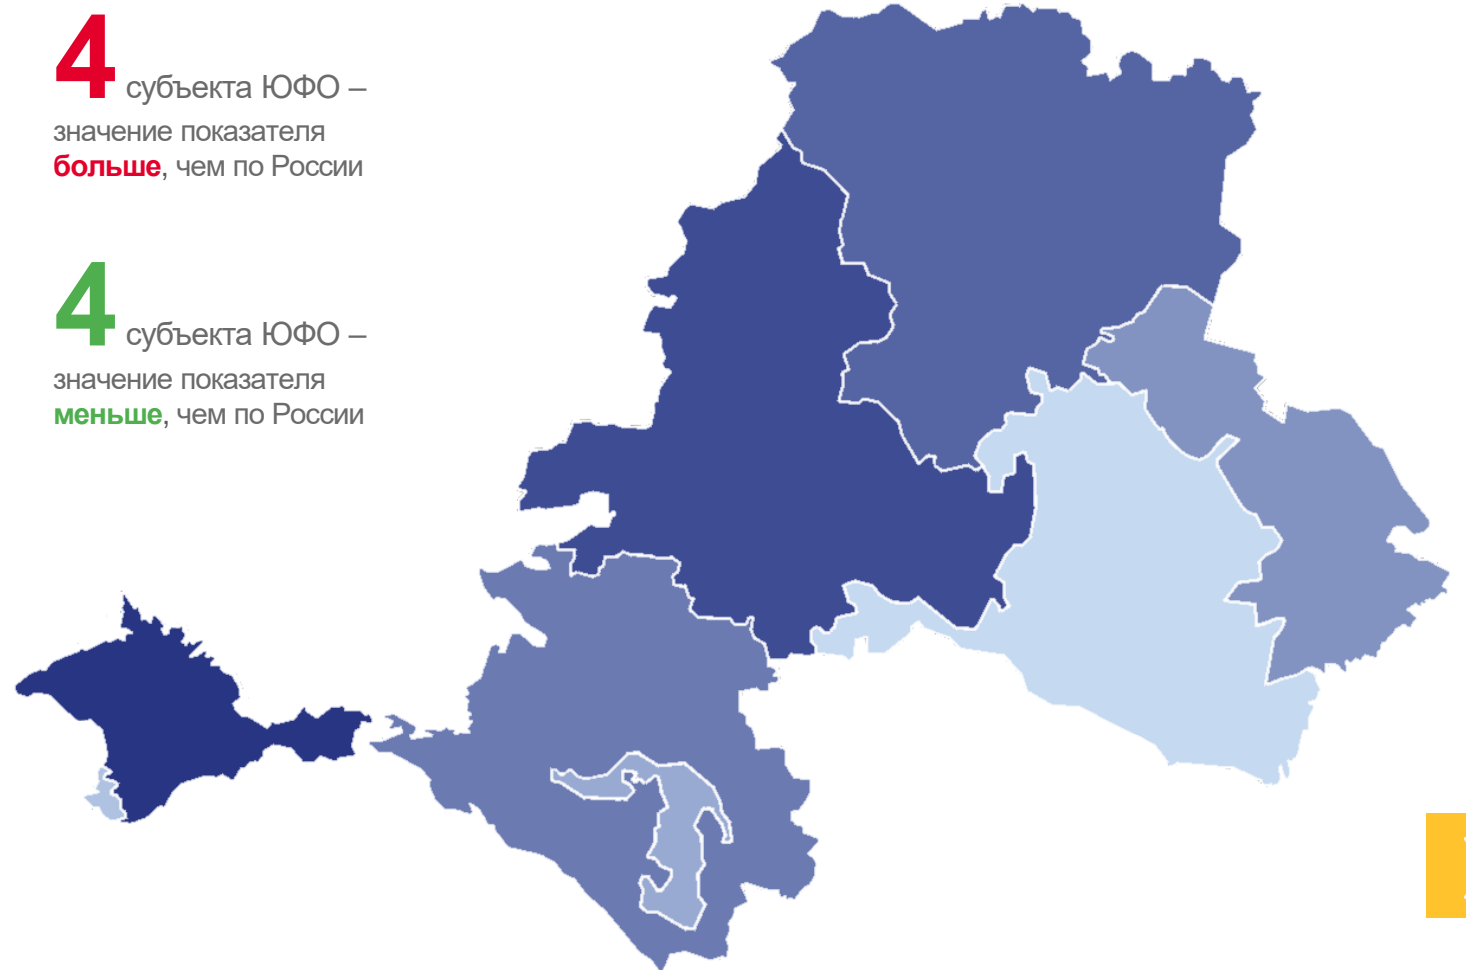 4 субъекта ЮФО –
значение показателя
больше, чем по России
4 субъекта ЮФО –
значение показателя
меньше, чем по России